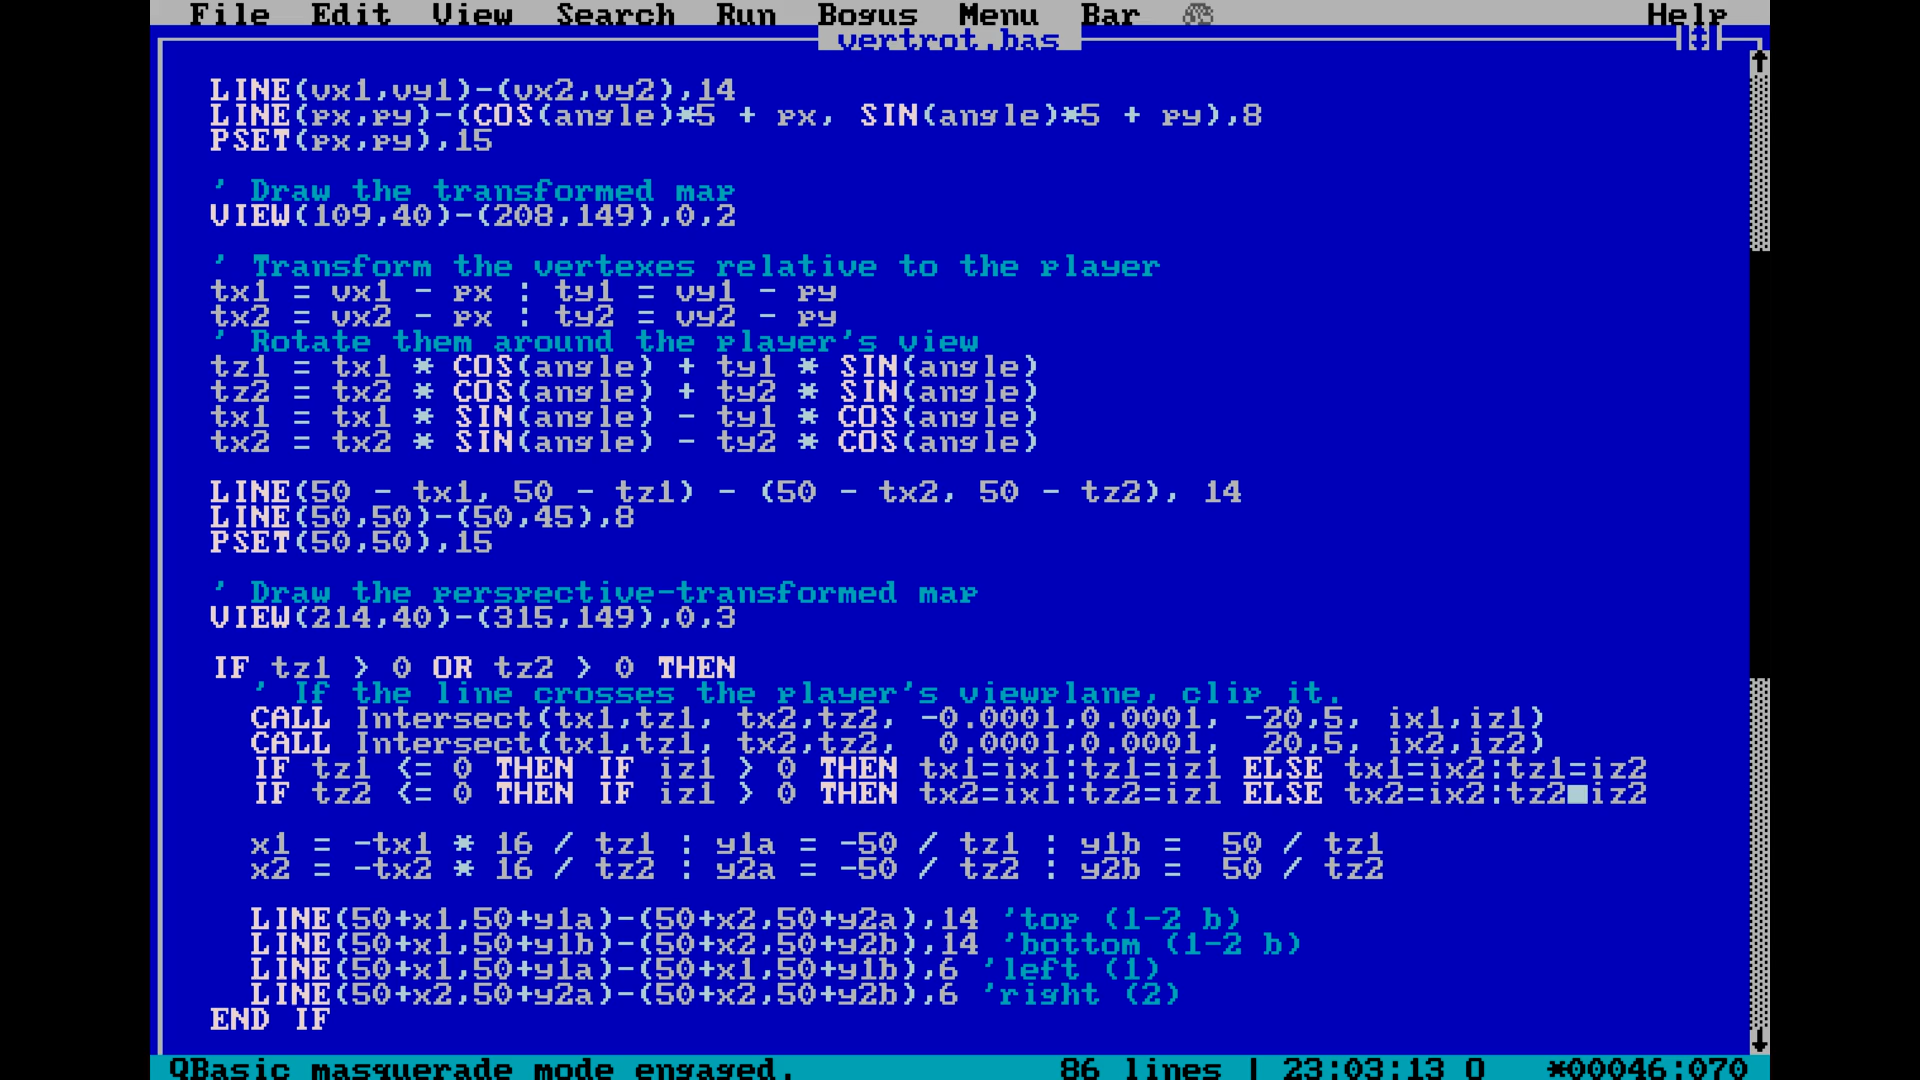 File Edit View Search Run Bogus Menu Bar Help
vertrot.bas
LINE(vx1,vy1)-(vx2,vy2),14
LINE(px,py)-(COS(angle)*5 + px, SIN(angle)*5 + py),8
PSET(px,py),15
' Draw the transformed map
VIEW(109,40)-(208,149),0,2
' Transform the vertexes relative to the player
tx1 = vx1 - px : ty1 = vy1 - py
tx2 = vx2 - px : ty2 = vy2 - py
' Rotate them around the player's view
tz1 = tx1 * COS(angle) + ty1 * SIN(angle)
tz2 = tx2 * COS(angle) + ty2 * SIN(angle)
tx1 = tx1 * SIN(angle) - ty1 * COS(angle)
tx2 = tx2 * SIN(angle) - ty2 * COS(angle)
LINE(50 - tx1, 50 - tz1) - (50 - tx2, 50 - tz2), 14
LINE(50,50)-(50,45),8
PSET(50,50),15
' Draw the perspective-transformed map
VIEW(214,40)-(315,149),0,3
IF tz1 > 0 OR tz2 > 0 THEN
' If the line crosses the player's viewplane, clip it.
CALL Intersect(tx1,tz1, tx2,tz2, -0.0001,0.0001, -20,5, ix1,iz1)
CALL Intersect(tx1,tz1, tx2,tz2,  0.0001,0.0001,  20,5, ix2,iz2)
IF tz1 <= 0 THEN IF iz1 > 0 THEN tx1=ix1:tz1=iz1 ELSE tx1=ix2:tz1=iz2
IF tz2 <= 0 THEN IF iz1 > 0 THEN tx2=ix1:tz2=iz1 ELSE tx2=ix2:tz2 iz2
x1 = -tx1 * 16 / tz1 : y1a = -50 / tz1 : y1b =  50 / tz1
x2 = -tx2 * 16 / tz2 : y2a = -50 / tz2 : y2b =  50 / tz2
LINE(50+x1,50+y1a)-(50+x2,50+y2a),14 'top (1-2 b)
LINE(50+x1,50+y1b)-(50+x2,50+y2b),14 'bottom (1-2 b)
LINE(50+x1,50+y1a)-(50+x1,50+y1b),6 'left (1)
LINE(50+x2,50+y2a)-(50+x2,50+y2b),6 'right (2)
END IF
QBasic masquerade mode engaged. 86 lines | 23:03:13 O *00046:070